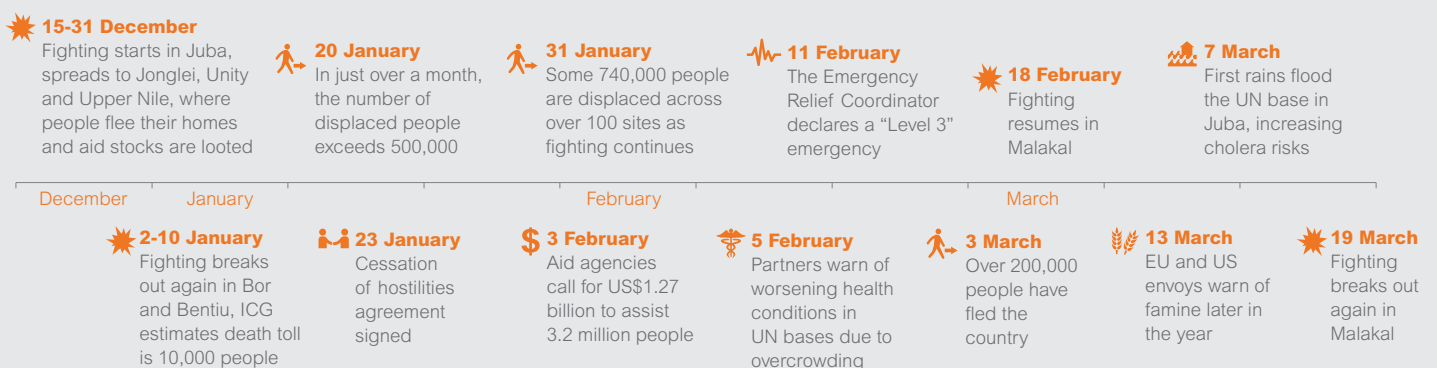 15-31 December
Fighting starts in Juba,
spreads to Jonglei, Unity
and Upper Nile, where
people flee their homes
and aid stocks are looted
20 January
In just over a month,
the number of
displaced people
exceeds 500,000
31 January
Some 740,000 people
are displaced across
over 100 sites as
fighting continues
11 February
The Emergency
Relief Coordinator
declares a “Level 3”
emergency
18 February
Fighting
resumes in
Malakal
7 March
First rains flood
the UN base in
Juba, increasing
cholera risks
December
January
February
March
2-10 January
Fighting breaks
out again in Bor
and Bentiu, ICG
estimates death toll
is 10,000 people
23 January
Cessation
of hostilities
agreement
signed
$ 3 February
Aid agencies
call for US$1.27
billion to assist
3.2 million people
5 February
Partners warn of
worsening health
conditions in
UN bases due to
overcrowding
3 March
Over 200,000
people have
fled the
country
13 March
EU and US
envoys warn of
famine later in
the year
19 March
Fighting
breaks out
again in
Malakal